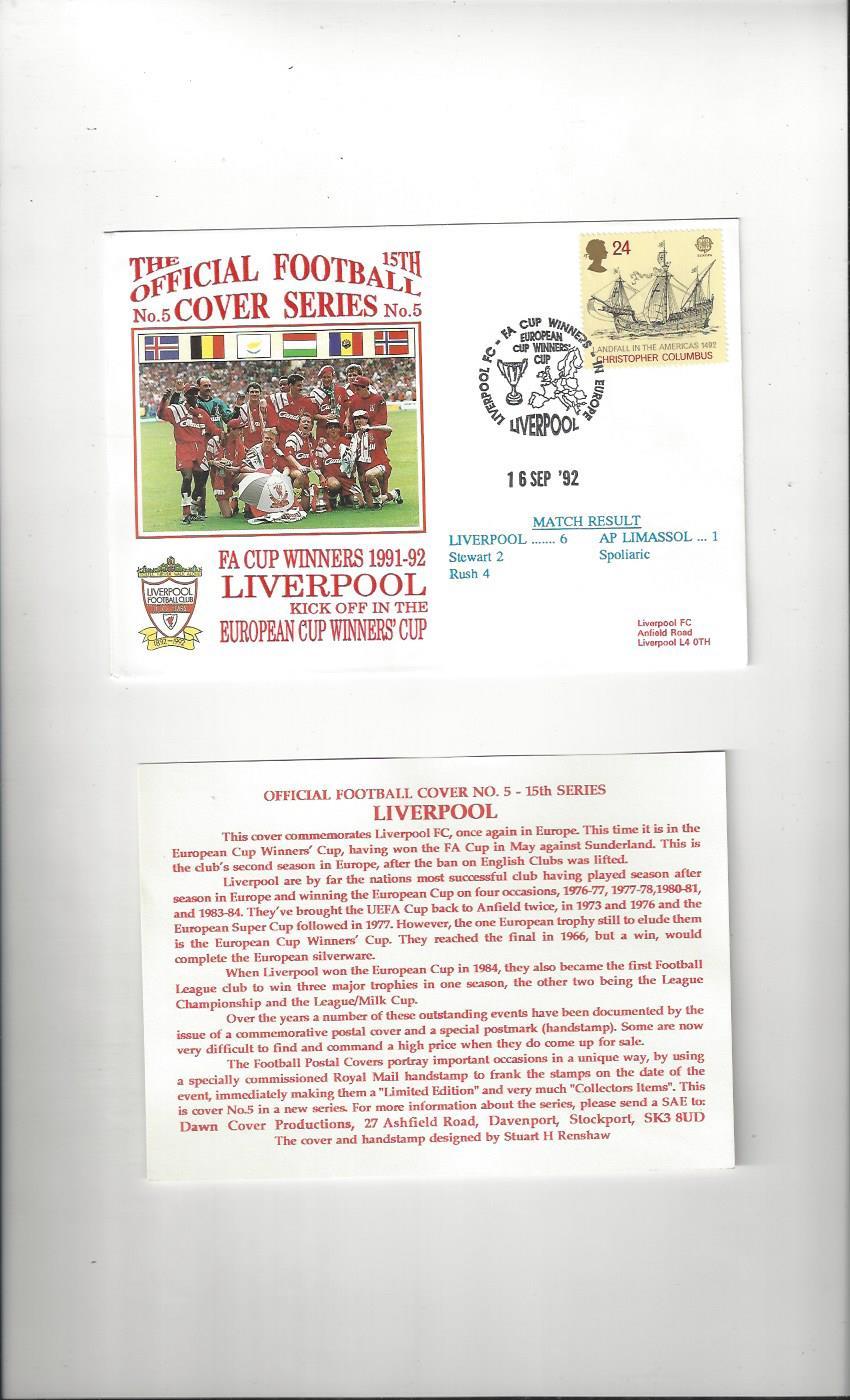 THE OFFICIAL FOOTBALL 15TH
No.5 COVER SERIES No.5
24
EUROPA
LANDFALL IN THE AMERICAS 1492
CHRISTOPHER COLUMBUS
LIVERPOOL FC - FA CUP WINNERS - IN EUROPE
EUROPEAN
CUP WINNERS'
CUP
LIVERPOOL
16 SEP '92
MATCH RESULT
LIVERPOOL ....... 6 AP LIMASSOL ... 1
Stewart 2 Spoliaric
Rush 4
FA CUP WINNERS 1991-92
LIVERPOOL
KICK OFF IN THE
EUROPEAN CUP WINNERS' CUP
YOU'LL NEVER WALK ALONE
LIVERPOOL
FOOTBALL CLUB
1892-1992
Liverpool FC
Anfield Road
Liverpool L4 0TH
OFFICIAL FOOTBALL COVER NO. 5 - 15th SERIES
LIVERPOOL
This cover commemorates Liverpool FC, once again in Europe. This time it is in the
European Cup Winners' Cup, having won the FA Cup in May against Sunderland. This is
the club's second season in Europe, after the ban on English Clubs was lifted.
Liverpool are by far the nations most successful club having played season after
season in Europe and winning the European Cup on four occasions, 1976-77, 1977-78,1980-81,
and 1983-84. They've brought the UEFA Cup back to Anfield twice, in 1973 and 1976 and the
European Super Cup followed in 1977. However, the one European trophy still to elude them
is the European Cup Winners' Cup. They reached the final in 1966, but a win, would
complete the European silverware.
When Liverpool won the European Cup in 1984, they also became the first Football
League club to win three major trophies in one season, the other two being the League
Championship and the League/Milk Cup.
Over the years a number of these outstanding events have been documented by the
issue of a commemorative postal cover and a special postmark (handstamp). Some are now
very difficult to find and command a high price when they do come up for sale.
The Football Postal Covers portray important occasions in a unique way, by using
a specially commissioned Royal Mail handstamp to frank the stamps on the date of the
event, immediately making them a "Limited Edition" and very much "Collectors Items". This
is cover No.5 in a new series. For more information about the series, please send a SAE to:
Dawn Cover Productions, 27 Ashfield Road, Davenport, Stockport, SK3 8UD
The cover and handstamp designed by Stuart H Renshaw